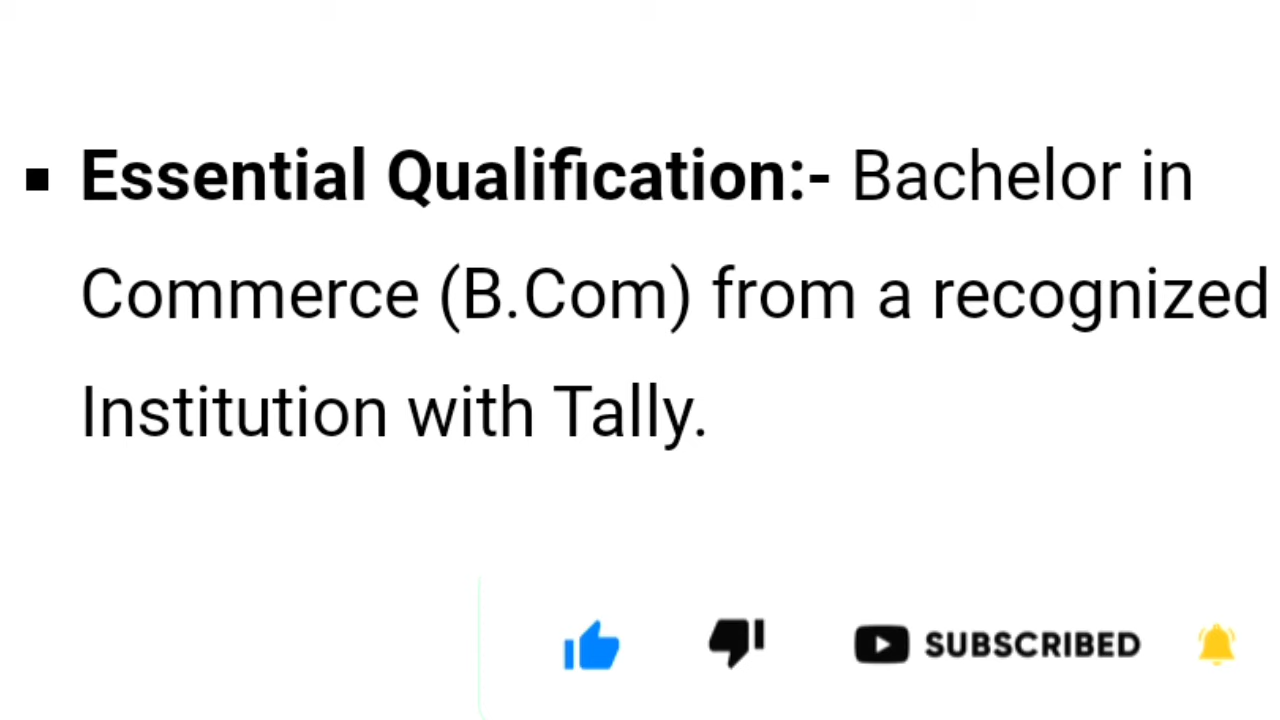 ▪ Essential Qualification:- Bachelor in
Commerce (B.Com) from a recognized
Institution with Tally.
SUBSCRIBED